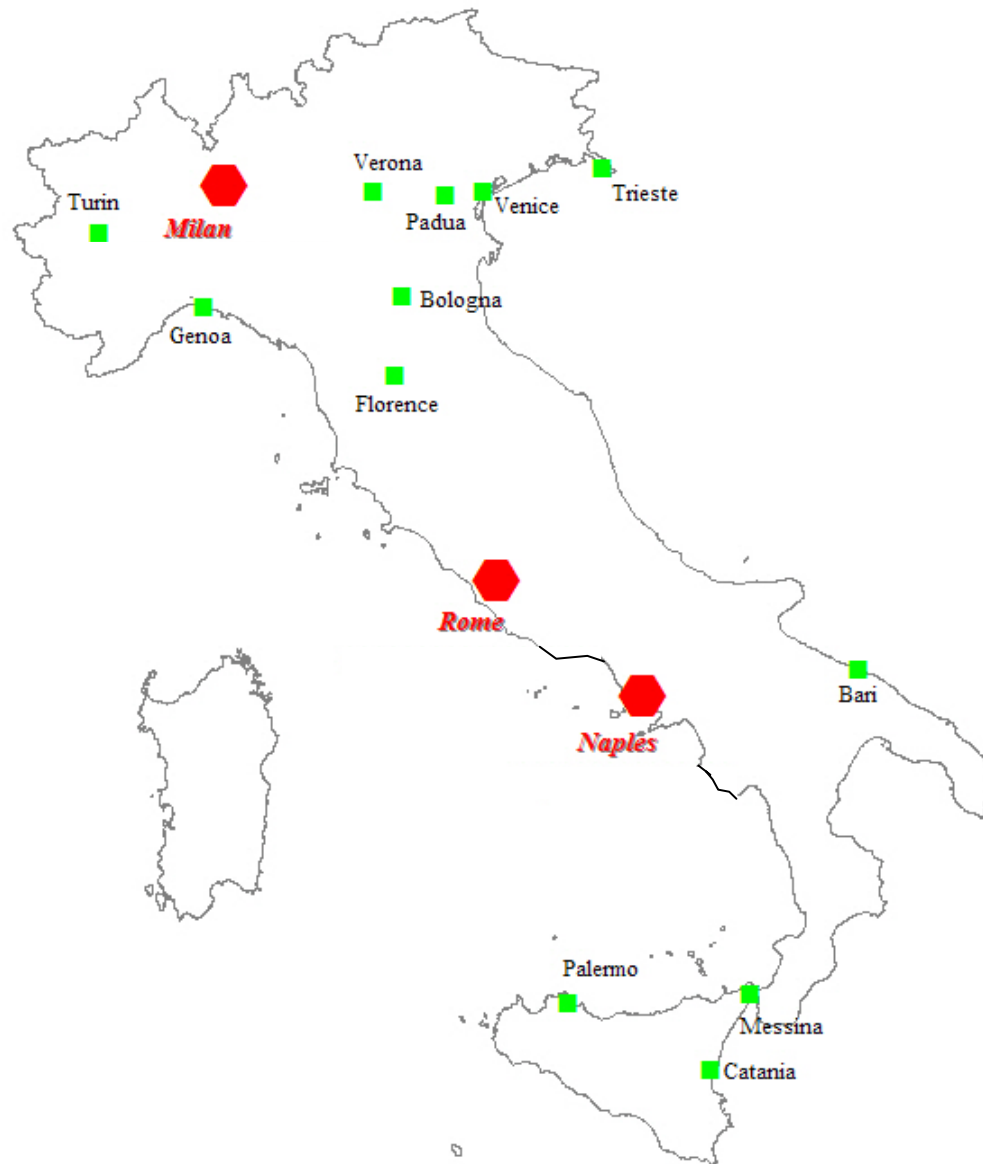 Verona
Trieste
Turin
Venice
Padua
Milan
Bologna
Genoa
Florence
Rome
Bari
Naples
Palermo
Messina
Catania